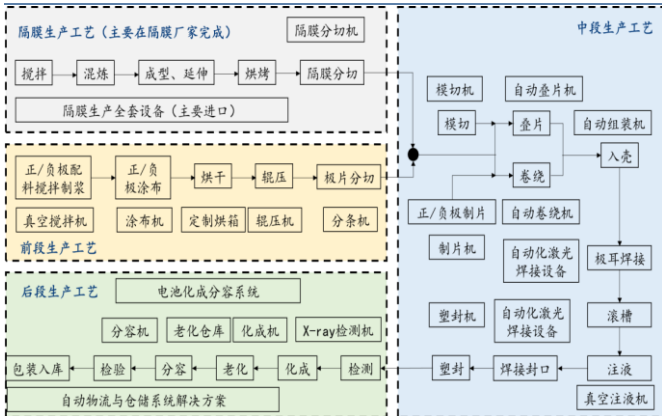 隔膜生产工艺（主要在隔膜厂家完成）
隔膜分切机
搅拌
混炼
成型、延伸
烘烤
隔膜分切
隔膜生产全套设备（主要进口）
正/负极配
料搅拌制浆
正/负
极涂布
烘干
辊压
极片分切
真空搅拌机
涂布机
定制烘箱
辊压机
分条机
前段生产工艺
中段生产工艺
模切机
自动叠片机
模切
叠片
自动组装机
入壳
卷绕
正/负极制片
自动卷绕机
制片机
自动化激光
焊接设备
极耳焊接
塑封机
自动化激光
焊接设备
滚槽
塑封
焊接封口
注液
真空注液机
后段生产工艺
电池化成分容系统
分容机
老化仓库
化成机
X-ray检测机
包装入库
检验
分容
老化
化成
检测
自动物流与仓储系统解决方案